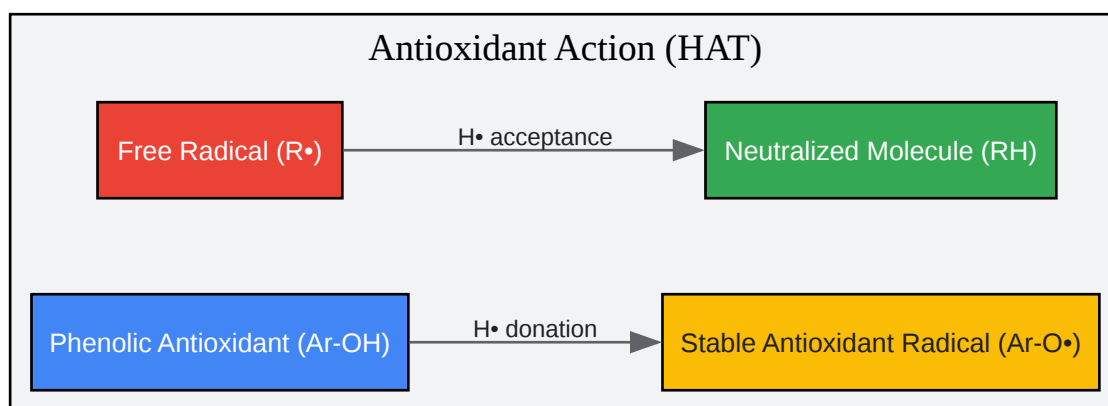 Antioxidant Action (HAT)
Free Radical (R•)
H• acceptance
Neutralized Molecule (RH)
Phenolic Antioxidant (Ar-OH)
H• donation
Stable Antioxidant Radical (Ar-O•)